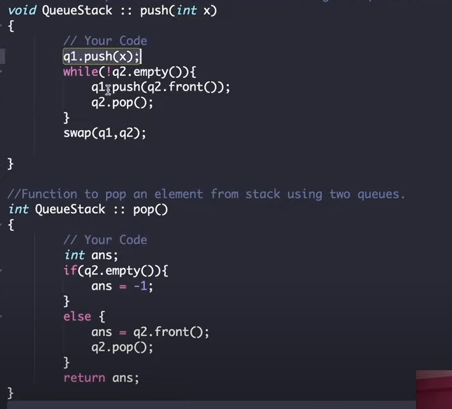 void QueueStack :: push(int x)
{
// Your Code
q1.push(x);
while(!q2.empty()){
q1.push(q2.front());
q2.pop();
}
swap(q1,q2);
}
//Function to pop an element from stack using two queues.
int QueueStack :: pop()
{
// Your Code
int ans;
if(q2.empty()){
ans = -1;
}
else {
ans = q2.front();
q2.pop();
}
return ans;
}